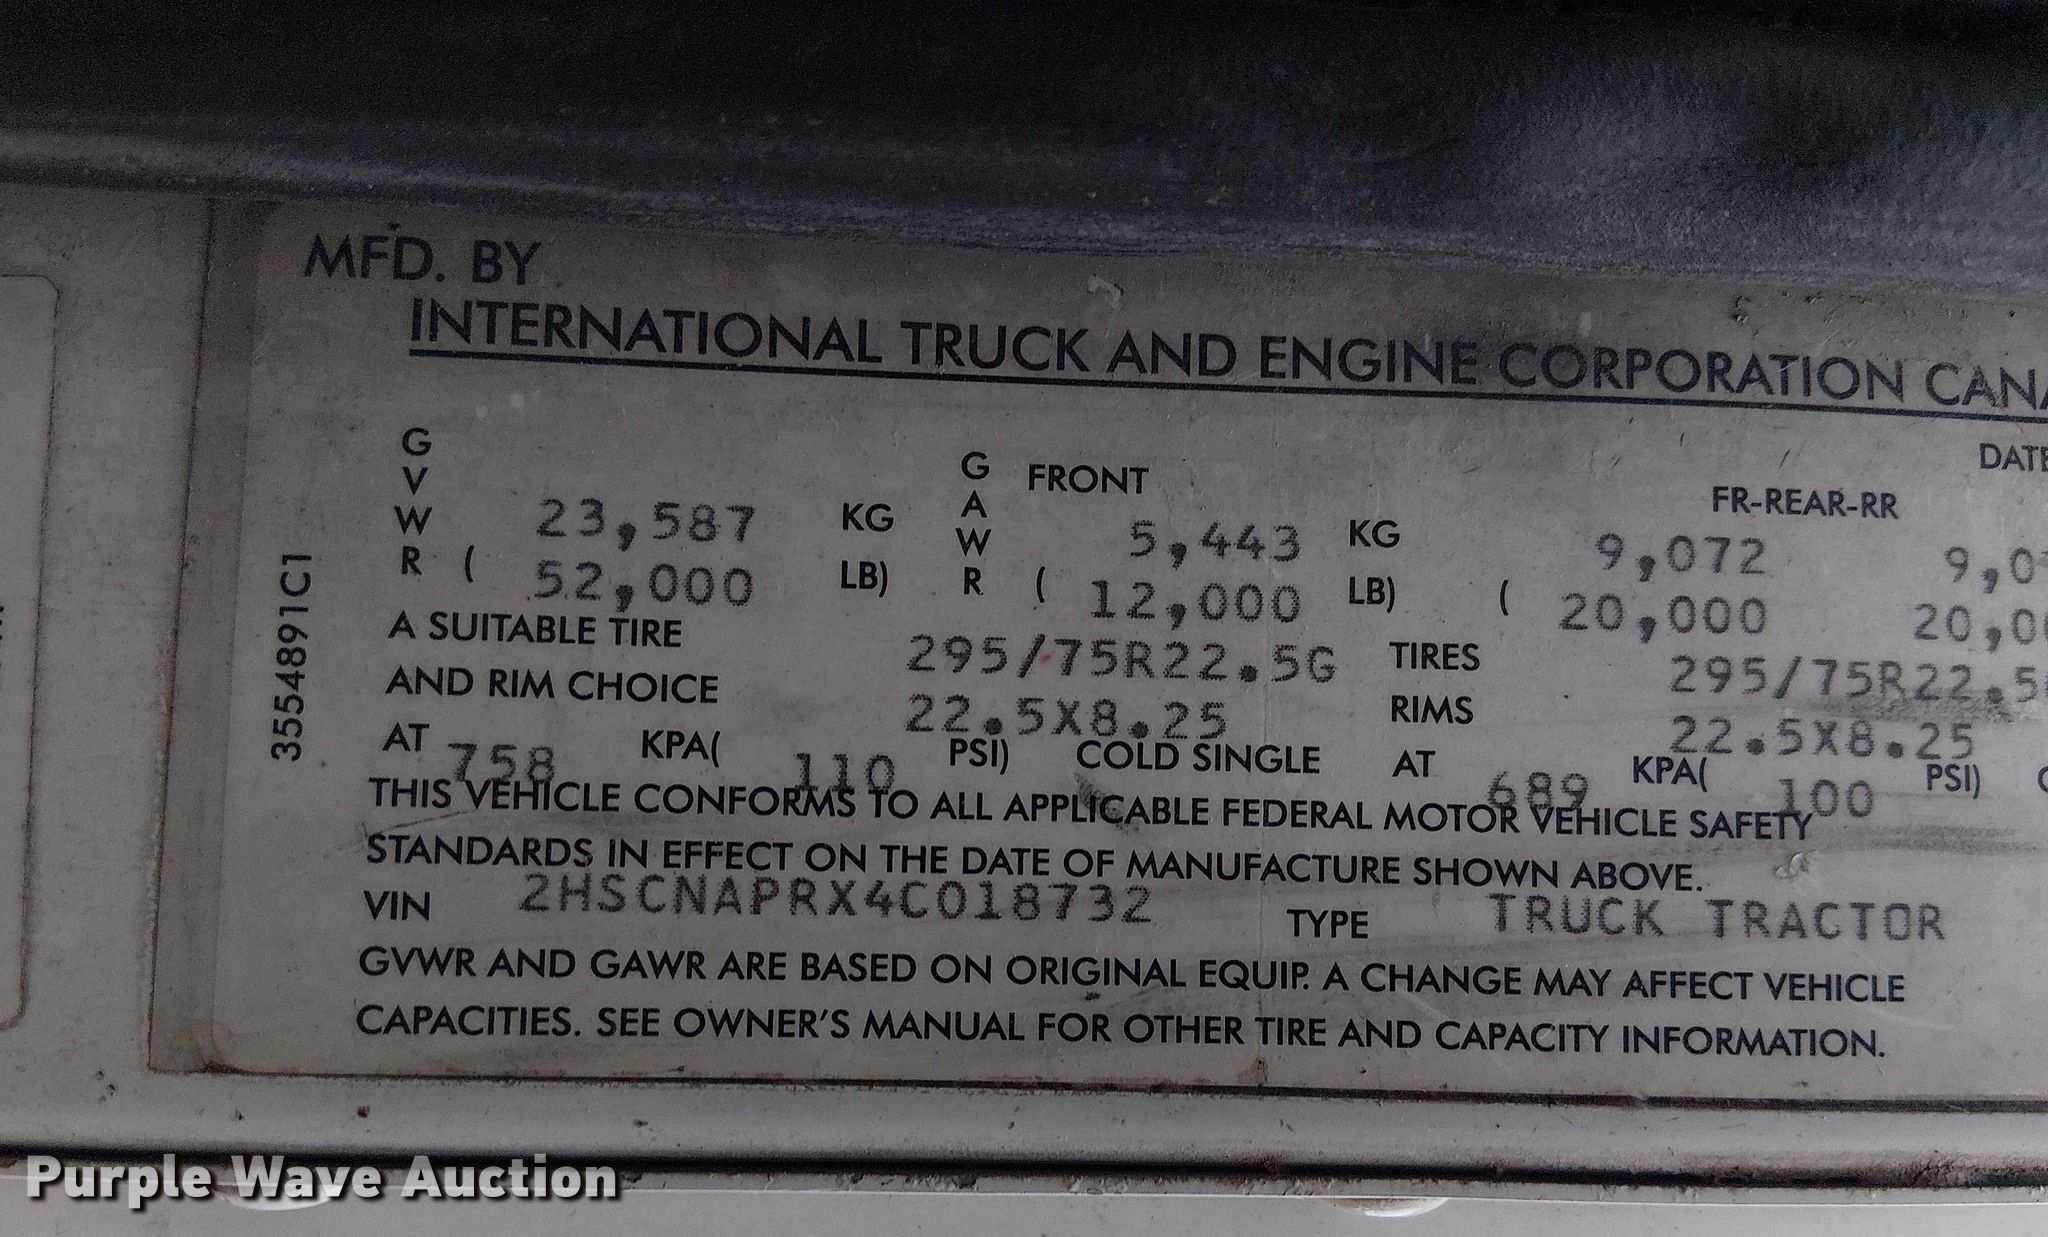 MFD. BY
INTERNATIONAL TRUCK AND ENGINE CORPORATION
DATE
GVWR 23,587 KG GAWR FRONT 5,443 KG FR-REAR-RR 9,072
( 52,000 LB) ( 12,000 LB) ( 20,000
A SUITABLE TIRE 295/75R22.5G TIRES 295/75R22.5
AND RIM CHOICE 22.5X8.25 RIMS 22.5X8.25
AT 758 KPA( 110 PSI) COLD SINGLE AT 689 KPA( 100 PSI)
THIS VEHICLE CONFORMS TO ALL APPLICABLE FEDERAL MOTOR VEHICLE SAFETY
STANDARDS IN EFFECT ON THE DATE OF MANUFACTURE SHOWN ABOVE.
VIN 2HSCNAPRX4C018732 TYPE TRUCK TRACTOR
GVWR AND GAWR ARE BASED ON ORIGINAL EQUIP. A CHANGE MAY AFFECT VEHICLE
CAPACITIES. SEE OWNER'S MANUAL FOR OTHER TIRE AND CAPACITY INFORMATION.
3554891C1
Purple Wave Auction